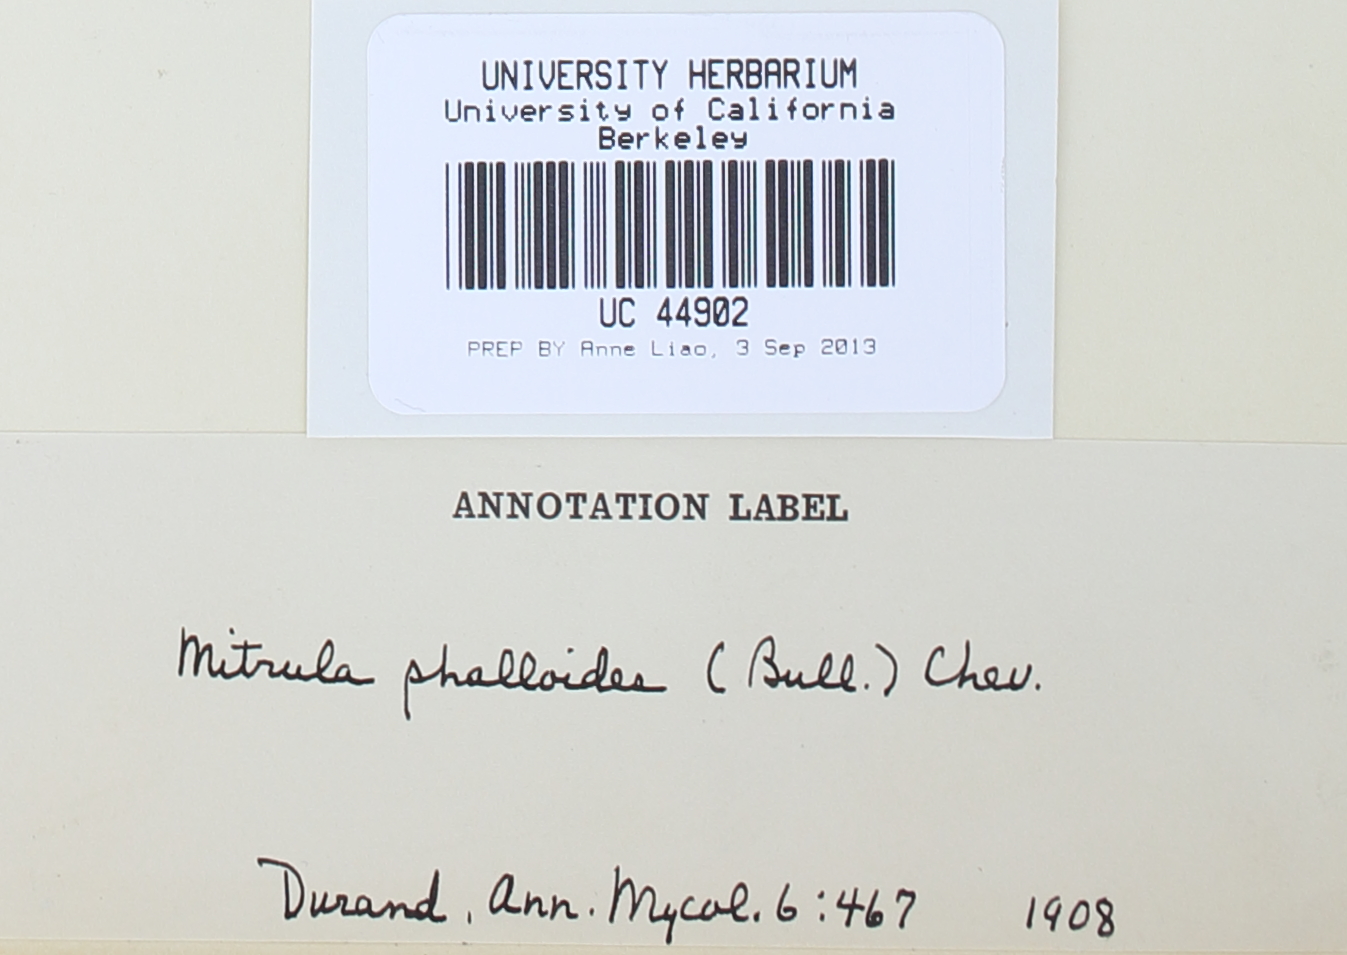 UNIVERSITY HERBARIUM
University of California
Berkeley
UC 44902
PREP BY Anne Liao, 3 Sep 2013
ANNOTATION LABEL
Mitrula phalloides (Bull.) Chev.
Durand, Ann. Mycol. 6:467 1908